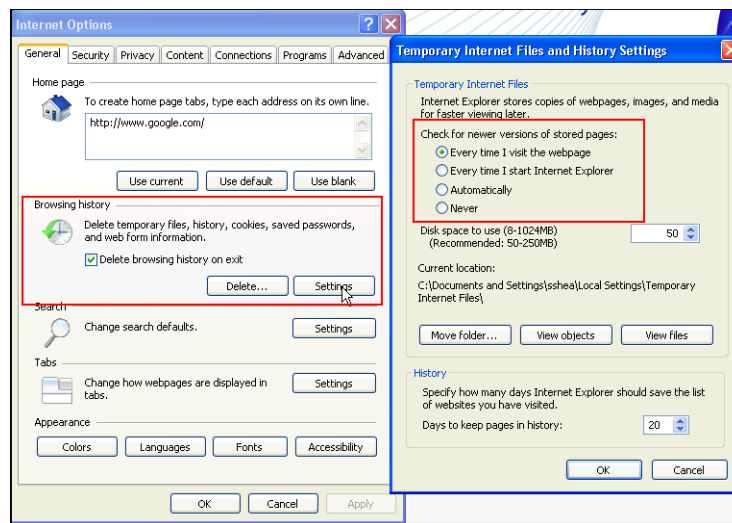 Internet Options
General Security Privacy Content Connections Programs Advanced
Home page
To create home page tabs, type each address on its own line.
http://www.google.com/
Use current Use default Use blank
Browsing history
Delete temporary files, history, cookies, saved passwords,
and web form information.
Delete browsing history on exit
Delete... Settings
Search
Change search defaults.
Settings
Tabs
Change how webpages are displayed in
tabs.
Settings
Appearance
Colors Languages Fonts Accessibility
OK Cancel Apply
Temporary Internet Files and History Settings
Temporary Internet Files
Internet Explorer stores copies of webpages, images, and media
for faster viewing later.
Check for newer versions of stored pages:
Every time I visit the webpage
Every time I start Internet Explorer
Automatically
Never
Disk space to use (8-1024MB)
(Recommended: 50-250MB)
50
Current location:
C:\Documents and Settings\sshea\Local Settings\Temporary
Internet Files\
Move folder... View objects View files
History
Specify how many days Internet Explorer should save the list
of websites you have visited.
Days to keep pages in history: 20
OK Cancel